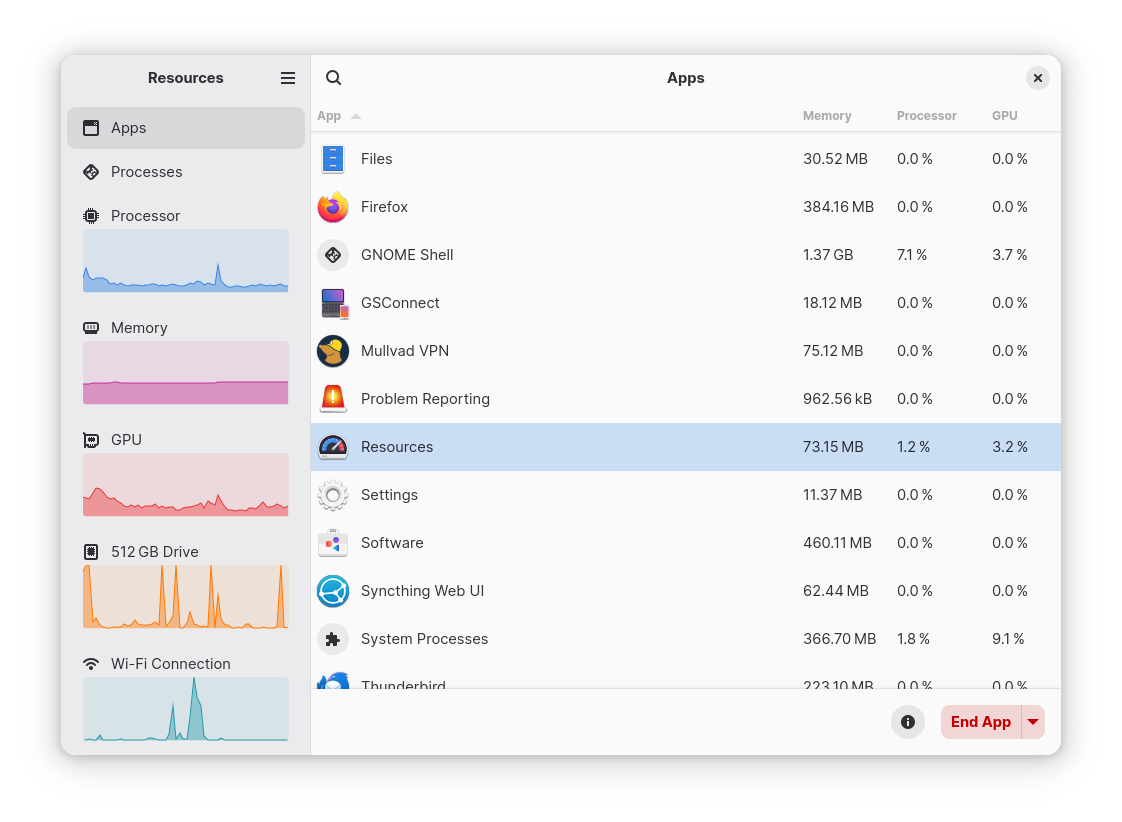 Resources
Apps
Processes
Processor
Memory
GPU
512 GB Drive
Wi-Fi Connection
Apps
App Memory Processor GPU
Files 30.52 MB 0.0 % 0.0 %
Firefox 384.16 MB 0.0 % 0.0 %
GNOME Shell 1.37 GB 7.1 % 3.7 %
GSConnect 18.12 MB 0.0 % 0.0 %
Mullvad VPN 75.12 MB 0.0 % 0.0 %
Problem Reporting 962.56 kB 0.0 % 0.0 %
Resources 73.15 MB 1.2 % 3.2 %
Settings 11.37 MB 0.0 % 0.0 %
Software 460.11 MB 0.0 % 0.0 %
Syncthing Web UI 62.44 MB 0.0 % 0.0 %
System Processes 366.70 MB 1.8 % 9.1 %
Thunderbird 223.10 MB 0.0 % 0.0 %
End App